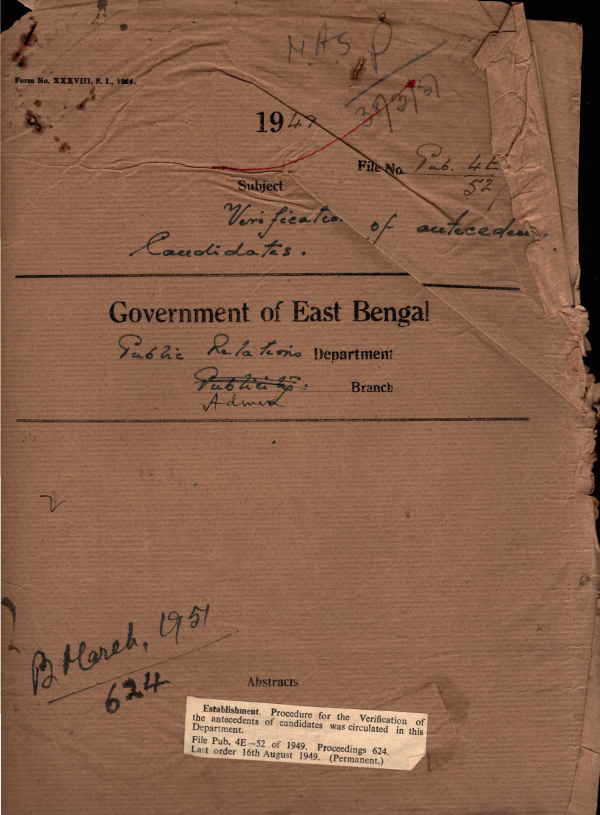 M.A.S.P
Form No. XXXVIII, S. I., 1964.
1949
File No. Pub. 4E
52
Subject
Verification of antecedents
Candidates.
Government of East Bengal
Public Relations Department
Publicity. Branch
Admn
B March, 1951
624
Abstracts
Establishment. Procedure for the Verification of
the antecedents of candidates was circulated in this
Department.
File Pub. 4E—52 of 1949. Proceedings 624.
Last order 16th August 1949. (Permanent.)